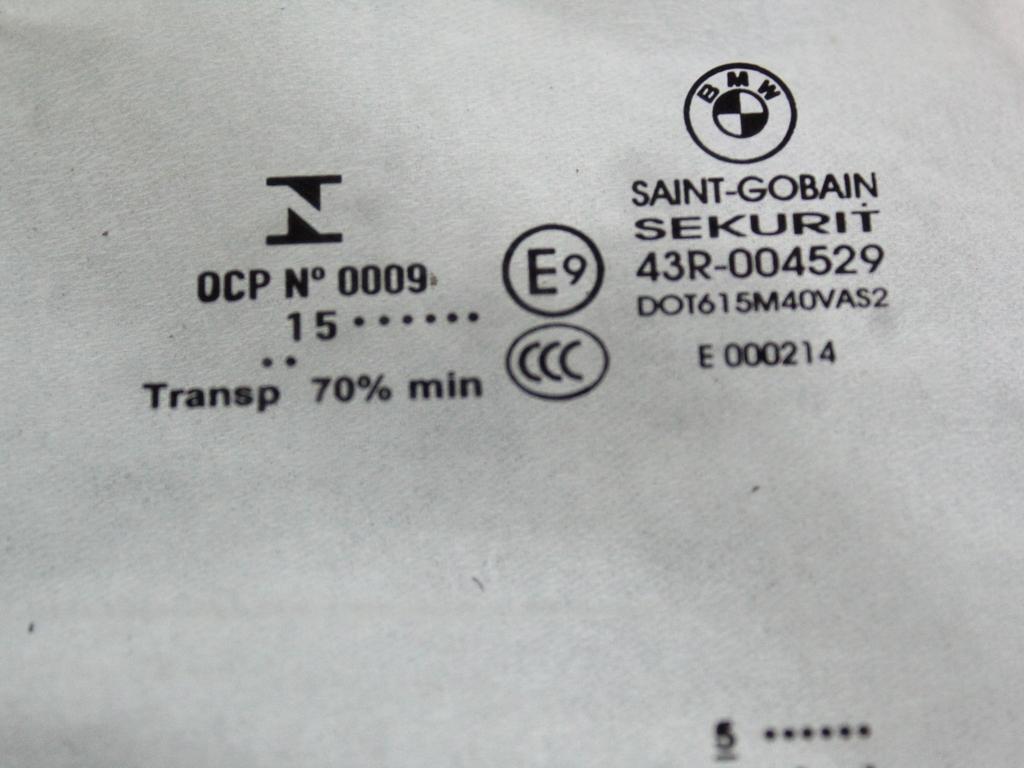 OCP Nº 0009
15 • • • • • •
• •
Transp 70% min
E9
CCC
BMW
SAINT-GOBAIN
SEKURIT
43R-004529
DOT615M40VAS2
E 000214
5 • • • • • •